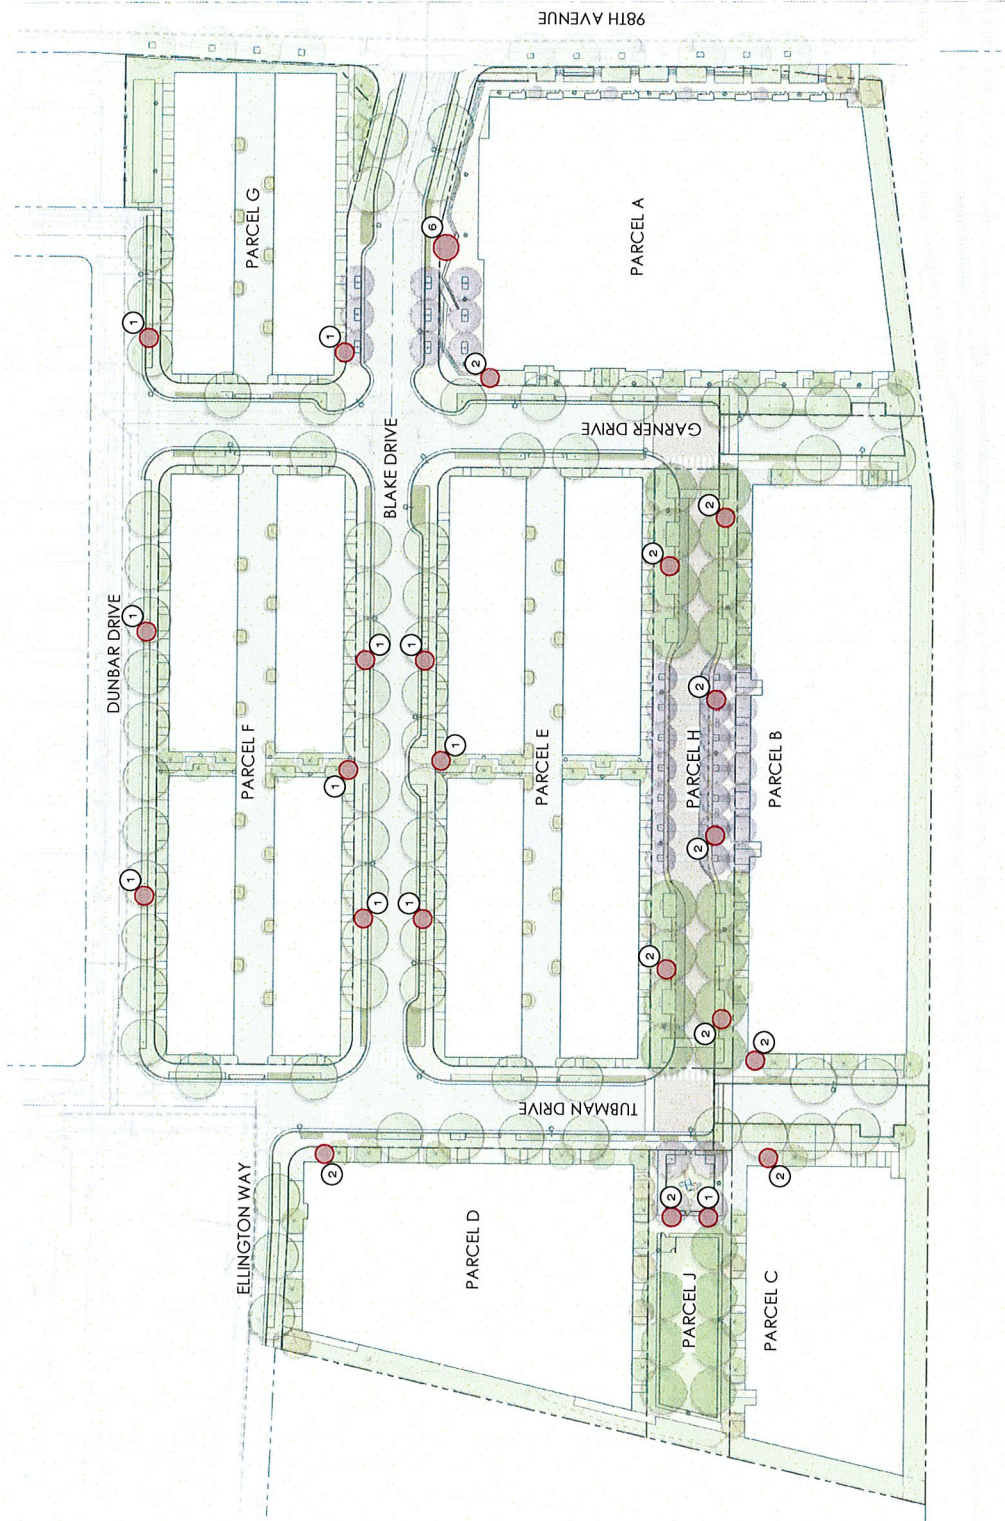 98TH AVENUE
1
PARCEL G
1
6
2
PARCEL A
DUNBAR DRIVE
1
BLAKE DRIVE
GARNER DRIVE
1
1
2
2
PARCEL F
1
1
PARCEL E
2
PARCEL H
2
PARCEL B
1
1
1
2
2
2
TUBMAN DRIVE
ELLINGTON WAY
2
PARCEL D
2
1
2
PARCEL J
PARCEL C